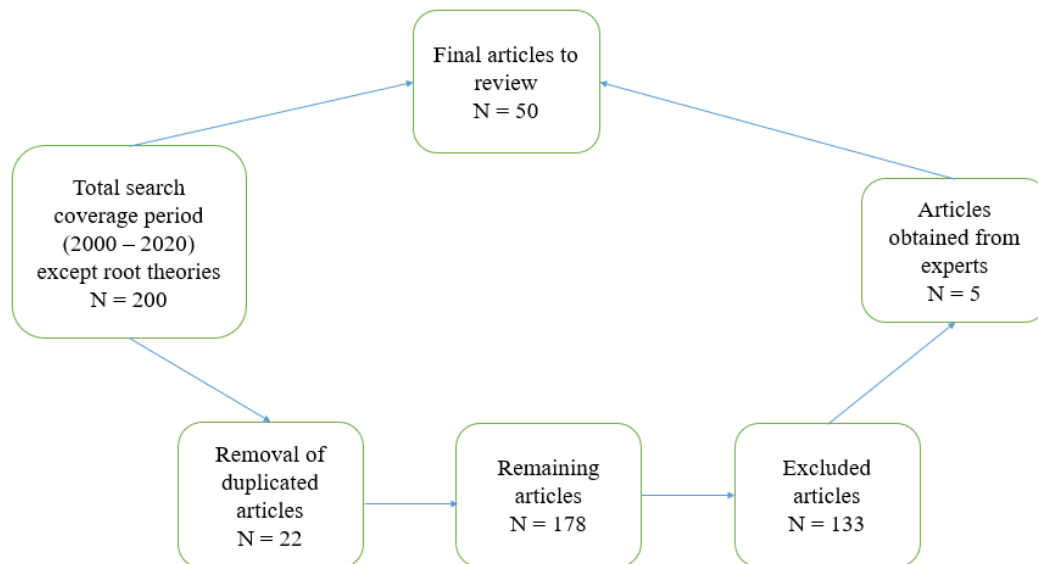 Final articles to
review
N = 50
Total search
coverage period
(2000 – 2020)
except root theories
N = 200
Articles
obtained from
experts
N = 5
Removal of
duplicated
articles
N = 22
Remaining
articles
N = 178
Excluded
articles
N = 133